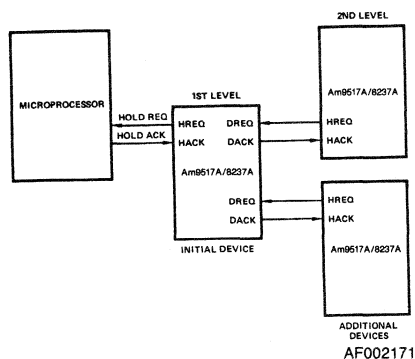 2ND LEVEL
Am9517A/8237A
HREQ
HACK
MICROPROCESSOR
HOLD REQ
HOLD ACK
1ST LEVEL
HREQ
HACK
DREQ
DACK
Am9517A/8237A
DREQ
DACK
INITIAL DEVICE
HREQ
HACK
Am9517A/8237A
ADDITIONAL
DEVICES
AF002171